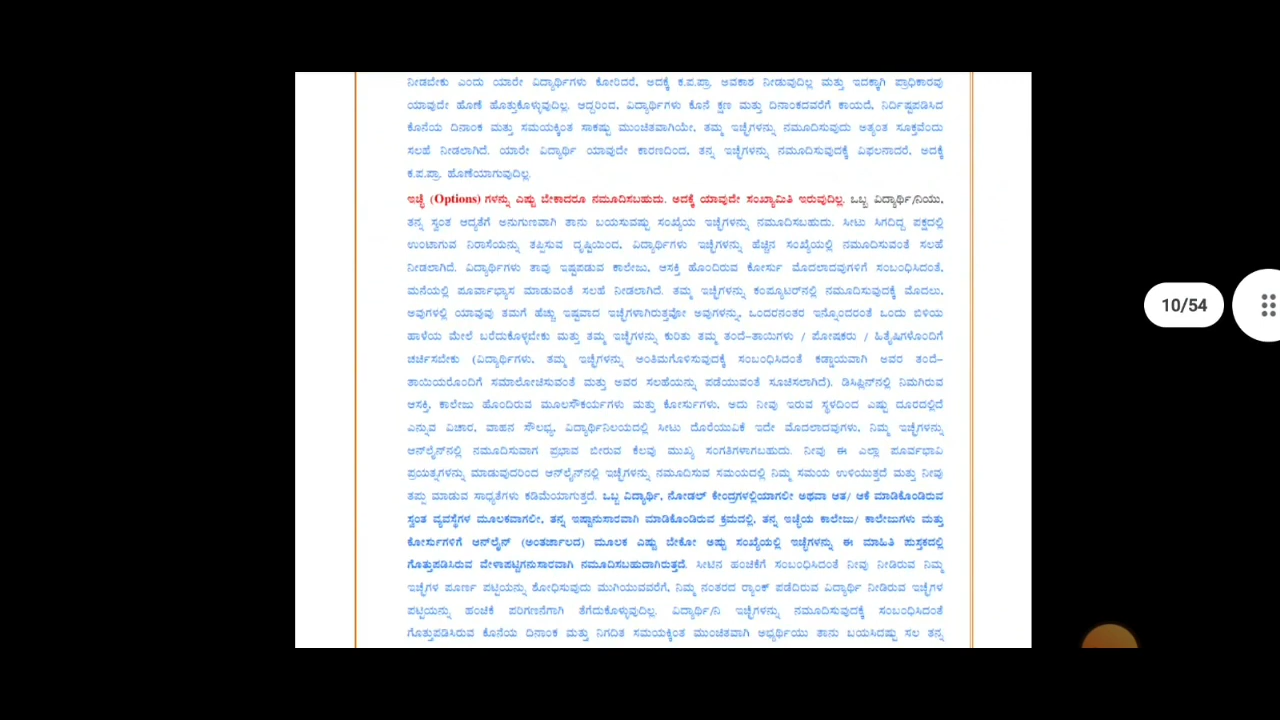 ನೀಡಬೇಕು ಎಂದು ಯಾರೇ ವಿದ್ಯಾರ್ಥಿಗಳು ಕೋರಿದರೆ, ಅದಕ್ಕೆ ಕ.ಪ.ಪ್ರಾ ಅವಕಾಶ ನೀಡುವುದಿಲ್ಲ ಮತ್ತು ಇದಕ್ಕಾಗಿ ಪ್ರಾಧಿಕಾರವು
ಯಾವುದೇ ಹೊಣೆ ಹೊತ್ತುಕೊಳ್ಳುವುದಿಲ್ಲ. ಆದ್ದರಿಂದ, ವಿದ್ಯಾರ್ಥಿಗಳು ಕೊನೆ ಕ್ಷಣ ಮತ್ತು ದಿನಾಂಕದವರೆಗೆ ಕಾಯದೆ, ನಿರ್ದಿಷ್ಟಪಡಿಸಿದ
ಕೊನೆಯ ದಿನಾಂಕ ಮತ್ತು ಸಮಯಕ್ಕಿಂತ ಸಾಕಷ್ಟು ಮುಂಚಿತವಾಗಿಯೇ, ತಮ್ಮ ಇಚ್ಛೆಗಳನ್ನು ನಮೂದಿಸುವುದು ಅತ್ಯಂತ ಸೂಕ್ತವೆಂದು
ಸಲಹೆ ನೀಡಲಾಗಿದೆ. ಯಾರೇ ವಿದ್ಯಾರ್ಥಿ ಯಾವುದೇ ಕಾರಣದಿಂದ, ತನ್ನ ಇಚ್ಛೆಗಳನ್ನು ನಮೂದಿಸುವುದಕ್ಕೆ ವಿಫಲನಾದರೆ, ಅದಕ್ಕೆ
ಕ.ಪ.ಪ್ರಾ. ಹೊಣೆಯಾಗುವುದಿಲ್ಲ.
ಇಚ್ಛೆ (Options) ಗಳನ್ನು ಎಷ್ಟು ಬೇಕಾದರೂ ನಮೂದಿಸಬಹುದು. ಅದಕ್ಕೆ ಯಾವುದೇ ಸಂಖ್ಯಾಮಿತಿ ಇರುವುದಿಲ್ಲ. ಒಬ್ಬ ವಿದ್ಯಾರ್ಥಿ/ನಿಯು,
ತನ್ನ ಸ್ವಂತ ಆದ್ಯತೆಗೆ ಅನುಗುಣವಾಗಿ ತಾನು ಬಯಸುವಷ್ಟು ಸಂಖ್ಯೆಯ ಇಚ್ಛೆಗಳನ್ನು ನಮೂದಿಸಬಹುದು. ಸೀಟು ಸಿಗದಿದ್ದ ಪಕ್ಷದಲ್ಲಿ
ಉಂಟಾಗುವ ನಿರಾಸೆಯನ್ನು ತಪ್ಪಿಸುವ ದೃಷ್ಟಿಯಿಂದ, ವಿದ್ಯಾರ್ಥಿಗಳು ಇಚ್ಛೆಗಳನ್ನು ಹೆಚ್ಚಿನ ಸಂಖ್ಯೆಯಲ್ಲಿ ನಮೂದಿಸುವಂತೆ ಸಲಹೆ
ನೀಡಲಾಗಿದೆ. ವಿದ್ಯಾರ್ಥಿಗಳು ತಾವು ಇಷ್ಟಪಡುವ ಕಾಲೇಜು, ಆಸಕ್ತಿ ಹೊಂದಿರುವ ಕೋರ್ಸು ಮೊದಲಾದವುಗಳಿಗೆ ಸಂಬಂಧಿಸಿದಂತೆ,
ಮನೆಯಲ್ಲಿ ಪೂರ್ವಾಭ್ಯಾಸ ಮಾಡುವಂತೆ ಸಲಹೆ ನೀಡಲಾಗಿದೆ. ತಮ್ಮ ಇಚ್ಛೆಗಳನ್ನು ಕಂಪ್ಯೂಟರ್‌ನಲ್ಲಿ ನಮೂದಿಸುವುದಕ್ಕೆ ಮೊದಲು,
ಅವುಗಳಲ್ಲಿ ಯಾವುವು ತಮಗೆ ಹೆಚ್ಚು ಇಷ್ಟವಾದ ಇಚ್ಛೆಗಳಾಗಿರುತ್ತವೋ ಅವುಗಳನ್ನು, ಒಂದರನಂತರ ಇನ್ನೊಂದರಂತೆ ಒಂದು ಬಿಳಿಯ
ಹಾಳೆಯ ಮೇಲೆ ಬರೆದುಕೊಳ್ಳಬೇಕು ಮತ್ತು ತಮ್ಮ ಇಚ್ಛೆಗಳನ್ನು ಕುರಿತು ತಮ್ಮ ತಂದೆ-ತಾಯಿಗಳು / ಪೋಷಕರು / ಹಿತೈಷಿಗಳೊಂದಿಗೆ
ಚರ್ಚಿಸಬೇಕು (ವಿದ್ಯಾರ್ಥಿಗಳು, ತಮ್ಮ ಇಚ್ಛೆಗಳನ್ನು ಅಂತಿಮಗೊಳಿಸುವುದಕ್ಕೆ ಸಂಬಂಧಿಸಿದಂತೆ ಕಡ್ಡಾಯವಾಗಿ ಅವರ ತಂದೆ-
ತಾಯಿಯರೊಂದಿಗೆ ಸಮಾಲೋಚಿಸುವಂತೆ ಮತ್ತು ಅವರ ಸಲಹೆಯನ್ನು ಪಡೆಯುವಂತೆ ಸೂಚಿಸಲಾಗಿದೆ). ಡಿಸಿಪ್ಲಿನ್‌ನಲ್ಲಿ ನಿಮಗಿರುವ
ಆಸಕ್ತಿ, ಕಾಲೇಜು ಹೊಂದಿರುವ ಮೂಲಸೌಕರ್ಯಗಳು ಮತ್ತು ಕೋರ್ಸುಗಳು, ಅದು ನೀವು ಇರುವ ಸ್ಥಳದಿಂದ ಎಷ್ಟು ದೂರದಲ್ಲಿದೆ
ಎನ್ನುವ ವಿಚಾರ, ವಾಹನ ಸೌಲಭ್ಯ, ವಿದ್ಯಾರ್ಥಿನಿಲಯದಲ್ಲಿ ಸೀಟು ದೊರೆಯುವಿಕೆ ಇದೇ ಮೊದಲಾದವುಗಳು, ನಿಮ್ಮ ಇಚ್ಛೆಗಳನ್ನು
ಆನ್‌ಲೈನ್‌ನಲ್ಲಿ ನಮೂದಿಸುವಾಗ ಪ್ರಭಾವ ಬೀರುವ ಕೆಲವು ಮುಖ್ಯ ಸಂಗತಿಗಳಾಗಬಹುದು. ನೀವು ಈ ಎಲ್ಲಾ ಪೂರ್ವಭಾವಿ
ಪ್ರಯತ್ನಗಳನ್ನು ಮಾಡುವುದರಿಂದ ಆನ್‌ಲೈನ್‌ನಲ್ಲಿ ಇಚ್ಛೆಗಳನ್ನು ನಮೂದಿಸುವ ಸಮಯದಲ್ಲಿ ನಿಮ್ಮ ಸಮಯ ಉಳಿಯುತ್ತದೆ ಮತ್ತು ನೀವು
ತಪ್ಪು ಮಾಡುವ ಸಾಧ್ಯತೆಗಳು ಕಡಿಮೆಯಾಗುತ್ತದೆ. ಒಬ್ಬ ವಿದ್ಯಾರ್ಥಿ, ನೋಡಲ್ ಕೇಂದ್ರಗಳಲ್ಲಿಯಾಗಲೀ ಅಥವಾ ಆತ/ ಆಕೆ ಮಾಡಿಕೊಂಡಿರುವ
ಸ್ವಂತ ವ್ಯವಸ್ಥೆಗಳ ಮೂಲಕವಾಗಲೀ, ತನ್ನ ಇಷ್ಟಾನುಸಾರವಾಗಿ ಮಾಡಿಕೊಂಡಿರುವ ಕ್ರಮದಲ್ಲಿ, ತನ್ನ ಇಚ್ಛೆಯ ಕಾಲೇಜು/ ಕಾಲೇಜುಗಳು ಮತ್ತು
ಕೋರ್ಸುಗಳಿಗೆ ಆನ್‌ಲೈನ್ (ಅಂತರ್ಜಾಲದ) ಮೂಲಕ ಎಷ್ಟು ಬೇಕೋ ಅಷ್ಟು ಸಂಖ್ಯೆಯಲ್ಲಿ ಇಚ್ಛೆಗಳನ್ನು ಈ ಮಾಹಿತಿ ಪುಸ್ತಕದಲ್ಲಿ
ಗೊತ್ತುಪಡಿಸಿರುವ ವೇಳಾಪಟ್ಟಿಗನುಸಾರವಾಗಿ ನಮೂದಿಸಬಹುದಾಗಿರುತ್ತದೆ. ಸೀಟಿನ ಹಂಚಿಕೆಗೆ ಸಂಬಂಧಿಸಿದಂತೆ ನೀವು ನೀಡಿರುವ ನಿಮ್ಮ
ಇಚ್ಛೆಗಳ ಪೂರ್ಣ ಪಟ್ಟಿಯನ್ನು ಶೋಧಿಸುವುದು ಮುಗಿಯುವವರೆಗೆ, ನಿಮ್ಮ ನಂತರದ ರ‍್ಯಾಂಕ್ ಪಡೆದಿರುವ ವಿದ್ಯಾರ್ಥಿ ನೀಡಿರುವ ಇಚ್ಛೆಗಳ
ಪಟ್ಟಿಯನ್ನು ಹಂಚಿಕೆ ಪರಿಗಣನೆಗಾಗಿ ತೆಗೆದುಕೊಳ್ಳುವುದಿಲ್ಲ. ವಿದ್ಯಾರ್ಥಿ/ನಿ ಇಚ್ಛೆಗಳನ್ನು ನಮೂದಿಸುವುದಕ್ಕೆ ಸಂಬಂಧಿಸಿದಂತೆ
ಗೊತ್ತುಪಡಿಸಿರುವ ಕೊನೆಯ ದಿನಾಂಕ ಮತ್ತು ನಿಗದಿತ ಸಮಯಕ್ಕಿಂತ ಮುಂಚಿತವಾಗಿ ಅಭ್ಯರ್ಥಿಯು ತಾನು ಬಯಸಿದಷ್ಟು ಸಲ ತನ್ನ
10/54